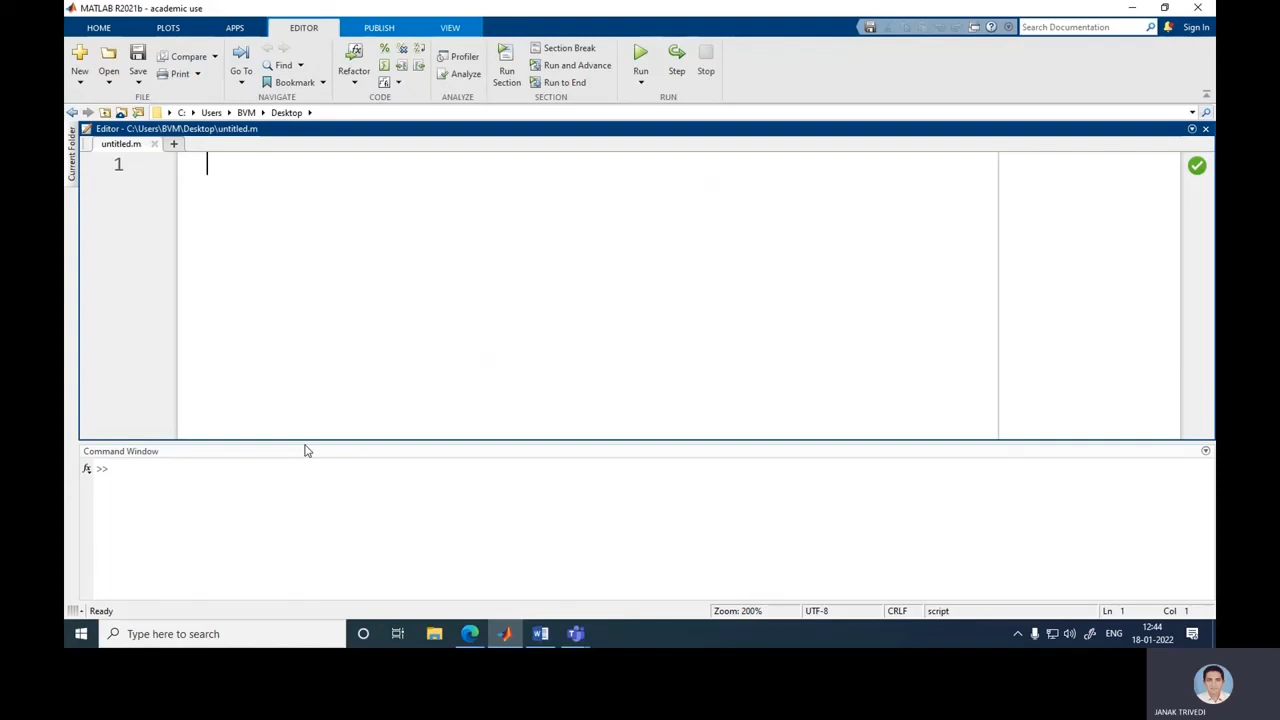 MATLAB R2021b - academic use
HOME PLOTS APPS EDITOR PUBLISH VIEW Search Documentation Sign In
New Open Save Compare Print Go To Find Bookmark Refactor Profiler Analyze Run Section Section Break Run and Advance Run to End Run Step Stop
FILE NAVIGATE CODE ANALYZE SECTION RUN
C: Users BVM Desktop
Current Folder
Editor - C:\Users\BVM\Desktop\untitled.m
untitled.m
1
Command Window
fx >>
Ready Zoom: 200% UTF-8 CRLF script Ln 1 Col 1
Type here to search ENG 12:44
18-01-2022
JANAK TRIVEDI